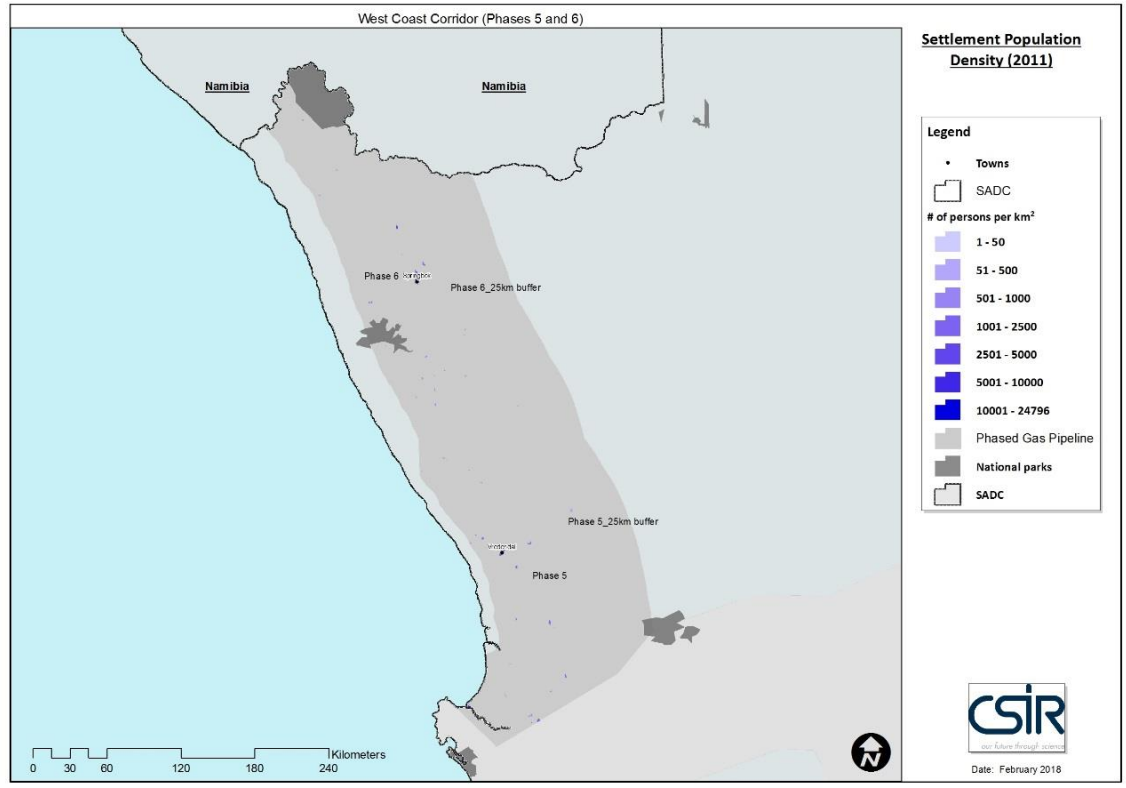 West Coast Corridor (Phases 5 and 6)
Settlement Population
Density (2011)
Namibia
Namibia
Legend
Towns
SADC
# of persons per km²
1 - 50
51 - 500
501 - 1000
1001 - 2500
2501 - 5000
5001 - 10000
10001 - 24796
Phased Gas Pipeline
National parks
SADC
Phase 6
Springbok
Phase 6_25km buffer
Phase 5_25km buffer
Phase 5
Kilometers
0 30 60 120 180 240
N
CSIR
our future through science
Date: February 2018